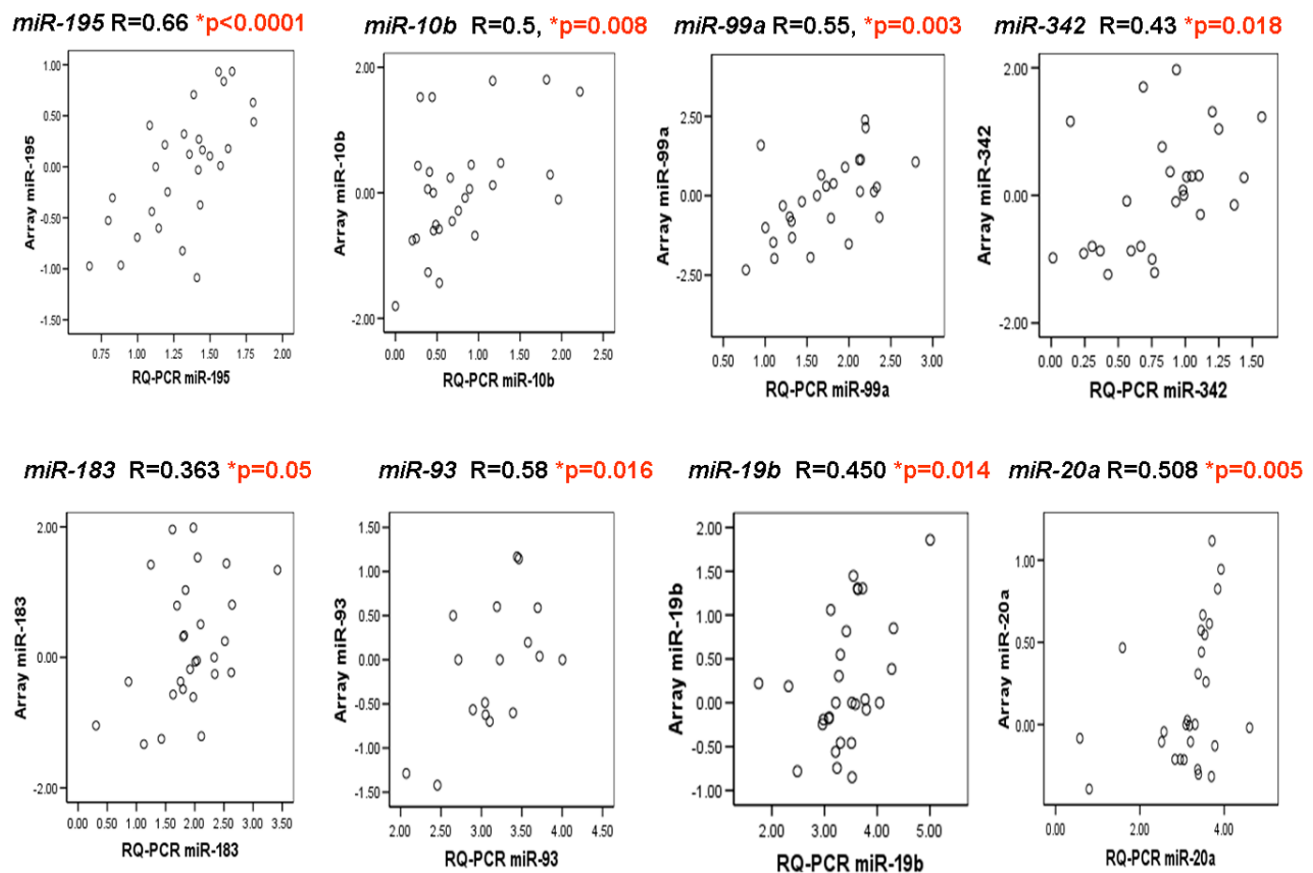 miR-195 R=0.66 *p<0.0001
1.00
0.50
0.00
-0.50
-1.00
-1.50
Array miR-195
0.75 1.00 1.25 1.50 1.75 2.00
RQ-PCR miR-195
miR-10b R=0.5, *p=0.008
2.00
0.00
-2.00
Array miR-10b
0.00 0.50 1.00 1.50 2.00 2.50
RQ-PCR miR-10b
miR-99a R=0.55, *p=0.003
2.50
0.00
-2.50
Array miR-99a
0.50 1.00 1.50 2.00 2.50 3.00
RQ-PCR miR-99a
miR-342 R=0.43 *p=0.018
2.00
0.00
-2.00
Array miR-342
0.00 0.25 0.50 0.75 1.00 1.25 1.50
RQ-PCR miR-342
miR-183 R=0.363 *p=0.05
2.00
0.00
-2.00
Array miR-183
0.00 0.50 1.00 1.50 2.00 2.50 3.00 3.50
RQ-PCR miR-183
miR-93 R=0.58 *p=0.016
1.50
1.00
0.50
0.00
-0.50
-1.00
-1.50
Array miR-93
2.00 2.50 3.00 3.50 4.00 4.50
RQ-PCR miR-93
miR-19b R=0.450 *p=0.014
2.00
1.50
1.00
0.50
0.00
-0.50
-1.00
Array miR-19b
2.00 3.00 4.00 5.00
RQ-PCR miR-19b
miR-20a R=0.508 *p=0.005
1.00
0.50
0.00
Array miR-20a
0.00 2.00 4.00
RQ-PCR miR-20a